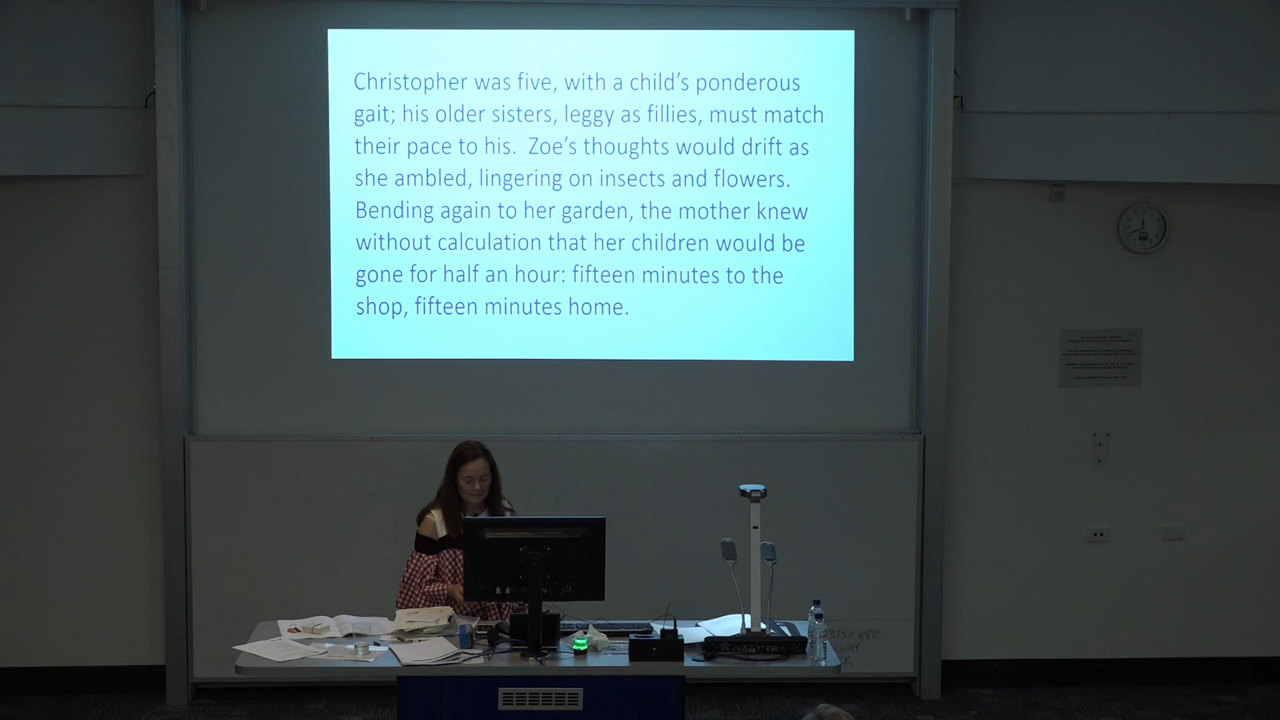 Christopher was five, with a child's ponderous
gait; his older sisters, leggy as fillies, must match
their pace to his.  Zoe's thoughts would drift as
she ambled, lingering on insects and flowers.
Bending again to her garden, the mother knew
without calculation that her children would be
gone for half an hour: fifteen minutes to the
shop, fifteen minutes home.